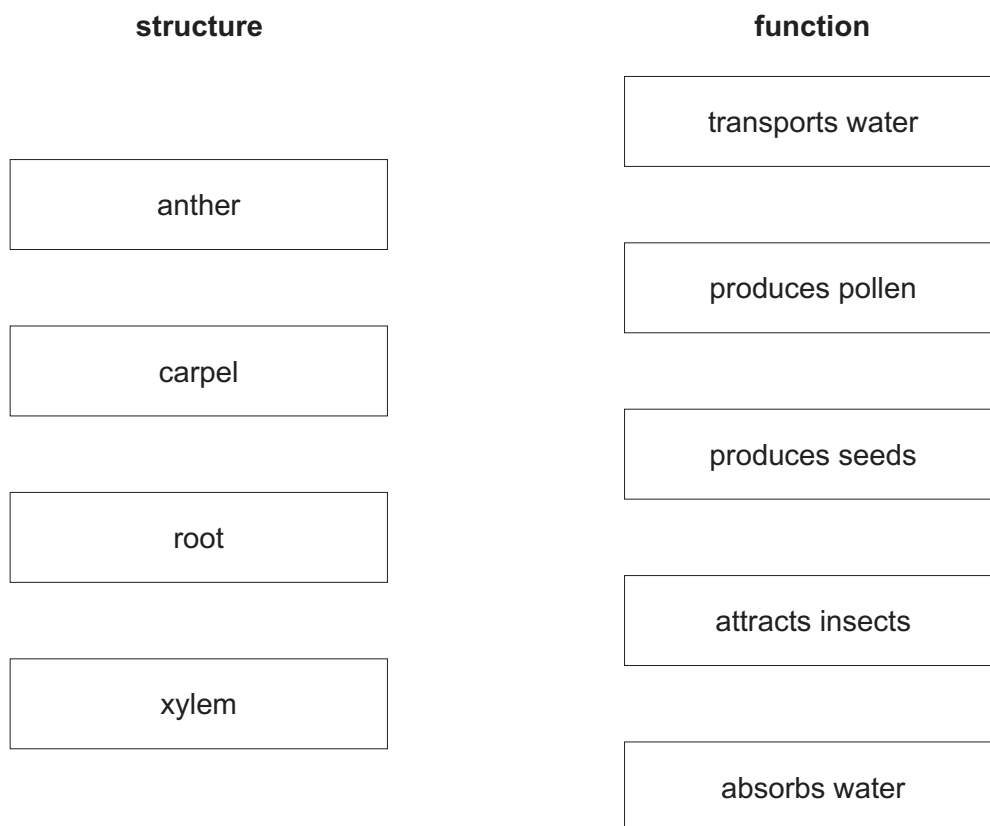 structure
function
transports water
anther
produces pollen
carpel
produces seeds
root
attracts insects
xylem
absorbs water